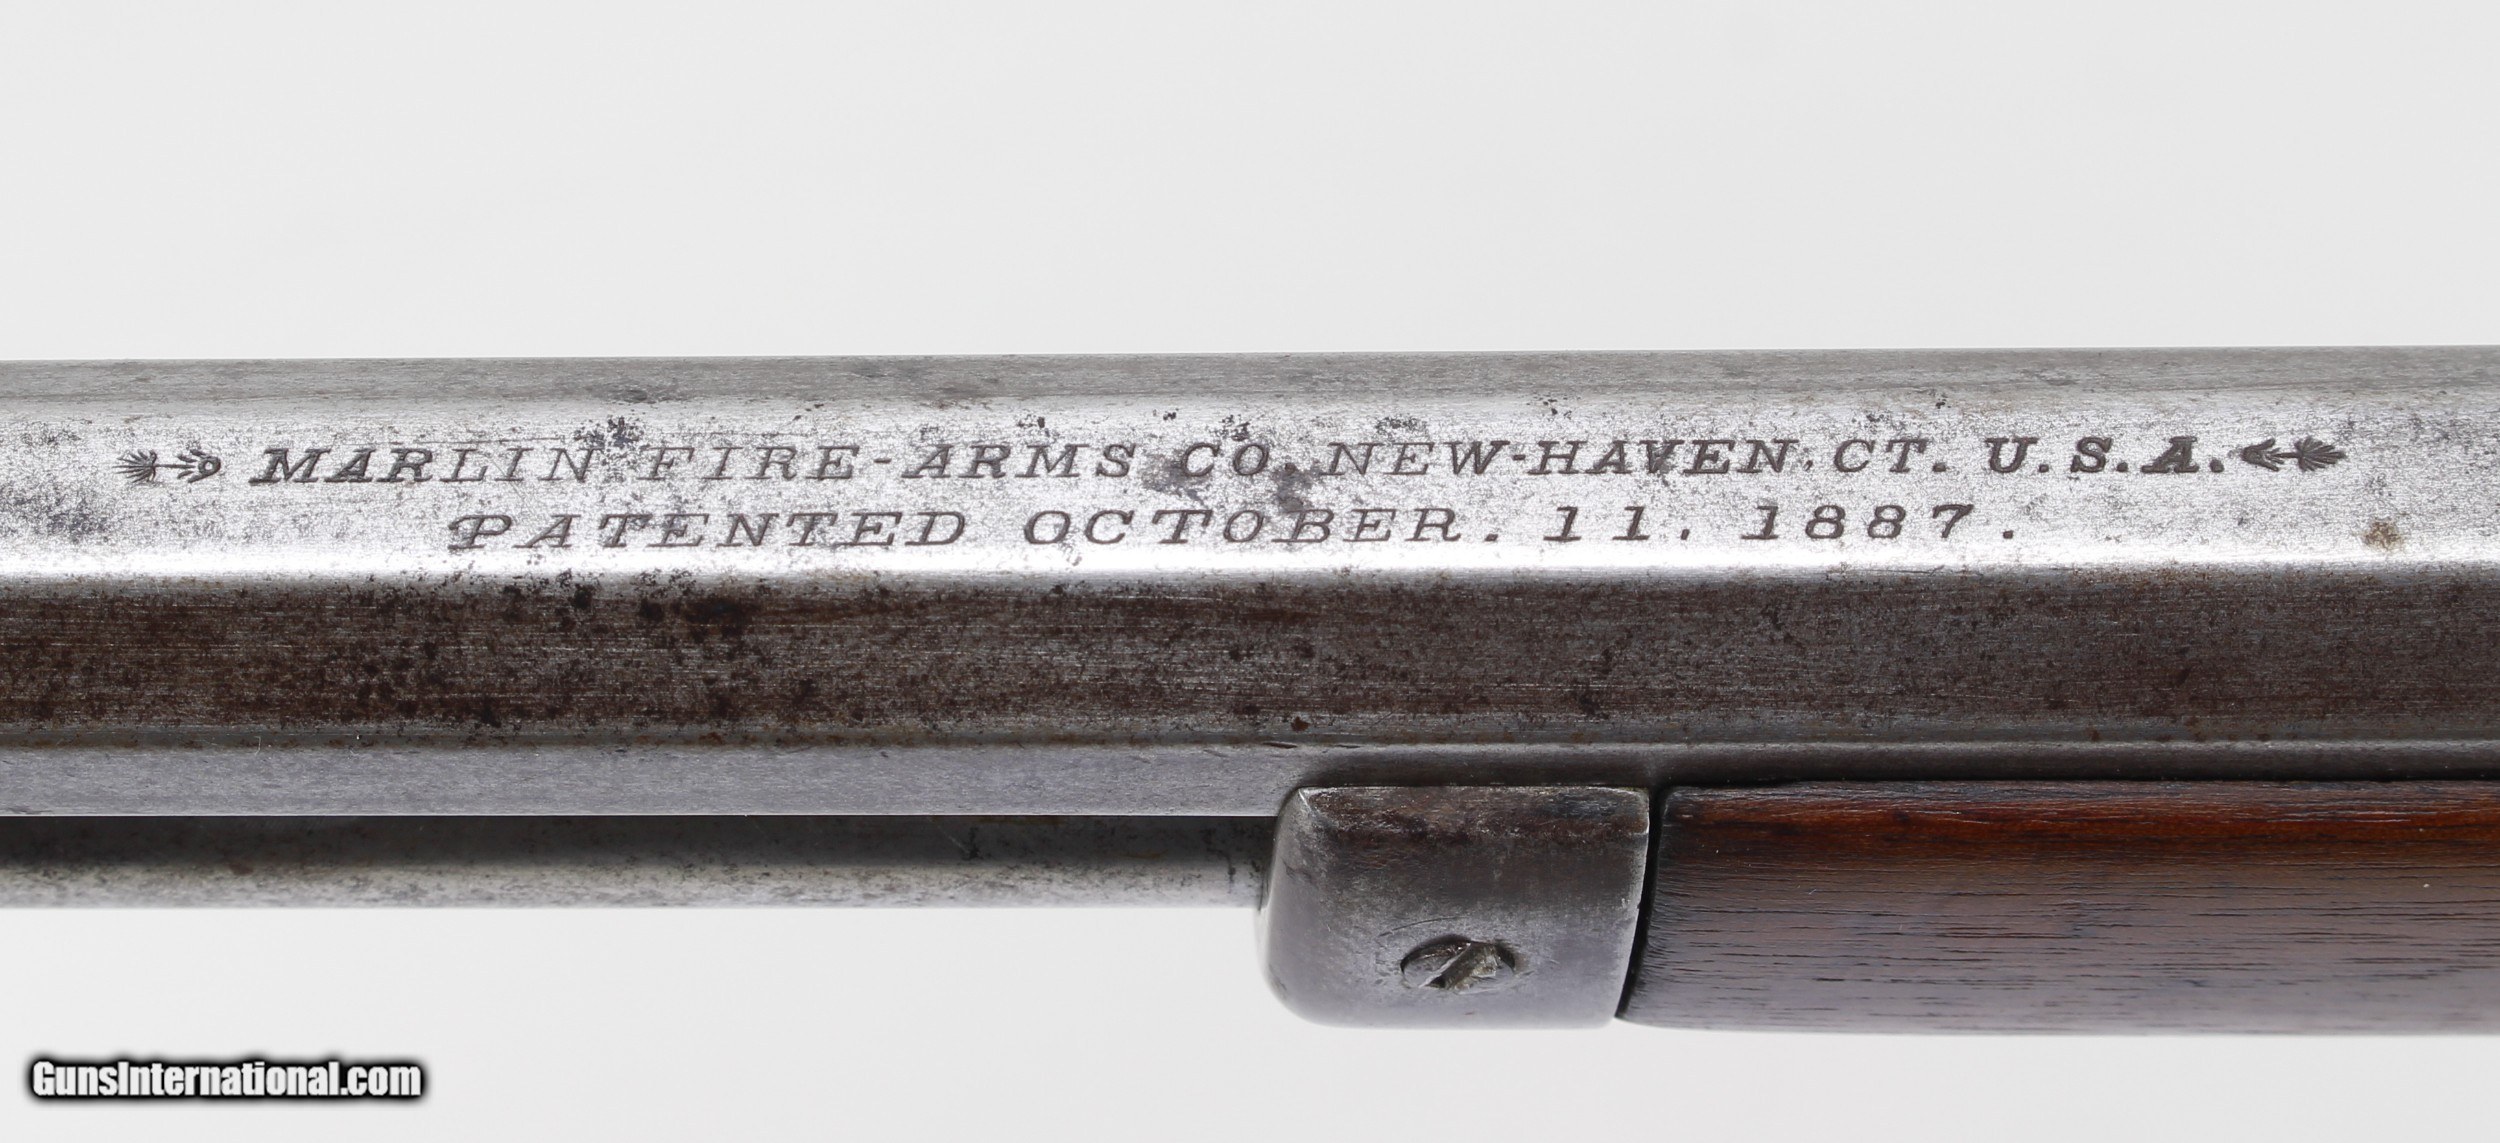 MARLIN FIRE-ARMS CO. NEW-HAVEN, CT. U.S.A.
PATENTED OCTOBER. 11. 1887.
GunsInternational.com